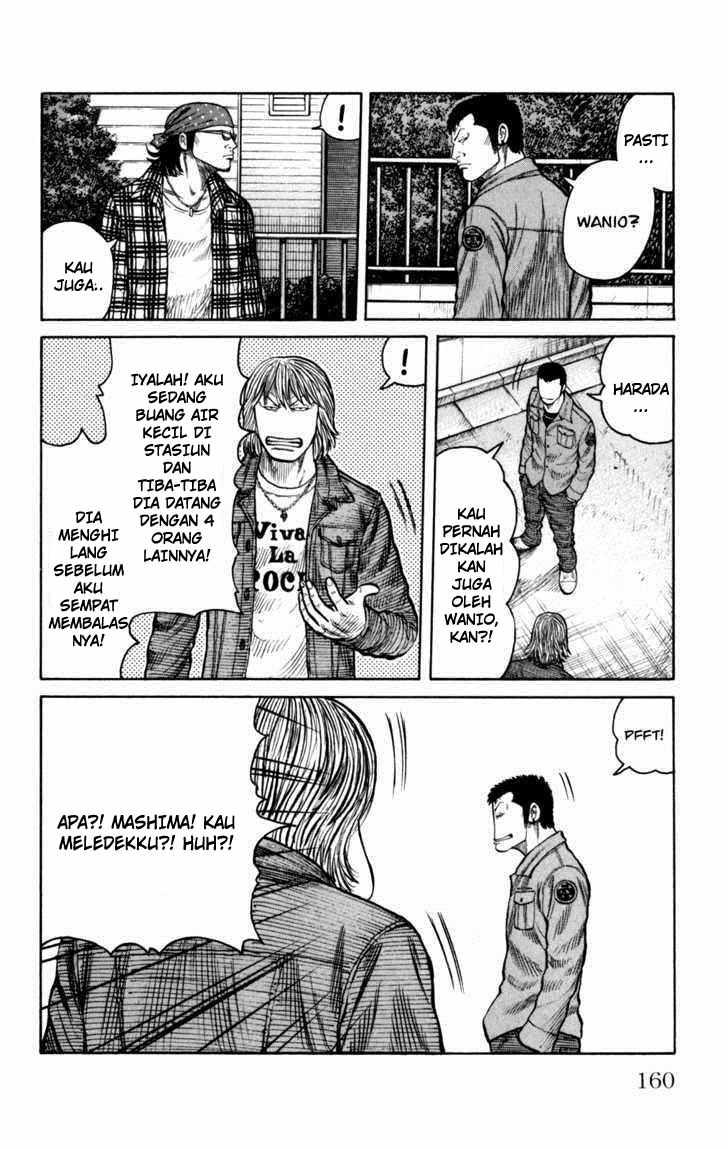 PASTI
...
WANIO?
!
KAU
JUGA..
HARADA
...
KAU
PERNAH
DIKALAH
KAN
JUGA
OLEH
WANIO,
KAN?!
!
IYALAH! AKU
SEDANG
BUANG AIR
KECIL DI
STASIUN
DAN
TIBA-TIBA
DIA DATANG
DENGAN 4
ORANG
LAINNYA!
DIA
MENGHI
LANG
SEBELUM
AKU
SEMPAT
MEMBALAS
NYA!
Viva
La
PFFT!
APA?! MASHIMA! KAU
MELEDEKKU?! HUH?!
160